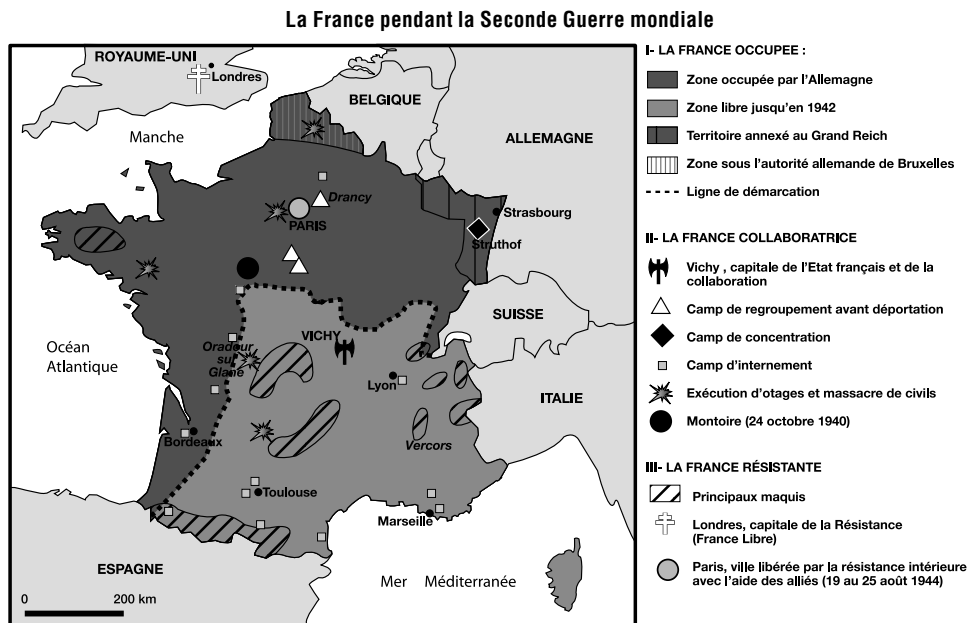 La France pendant la Seconde Guerre mondiale
ROYAUME-UNI
Londres
BELGIQUE
Manche
ALLEMAGNE
Drancy
PARIS
Strasbourg
Struthof
SUISSE
VICHY
Océan
Atlantique
Oradour
sur
Glane
Lyon
ITALIE
Bordeaux
Vercors
Toulouse
Marseille
ESPAGNE
Mer Méditerranée
0 200 km
I- LA FRANCE OCCUPEE :
Zone occupée par l'Allemagne
Zone libre jusqu'en 1942
Territoire annexé au Grand Reich
Zone sous l'autorité allemande de Bruxelles
Ligne de démarcation
II- LA FRANCE COLLABORATRICE
Vichy , capitale de l'Etat français et de la
collaboration
Camp de regroupement avant déportation
Camp de concentration
Camp d'internement
Exécution d'otages et massacre de civils
Montoire (24 octobre 1940)
III- LA FRANCE RÉSISTANTE
Principaux maquis
Londres, capitale de la Résistance
(France Libre)
Paris, ville libérée par la résistance intérieure
avec l'aide des alliés (19 au 25 août 1944)